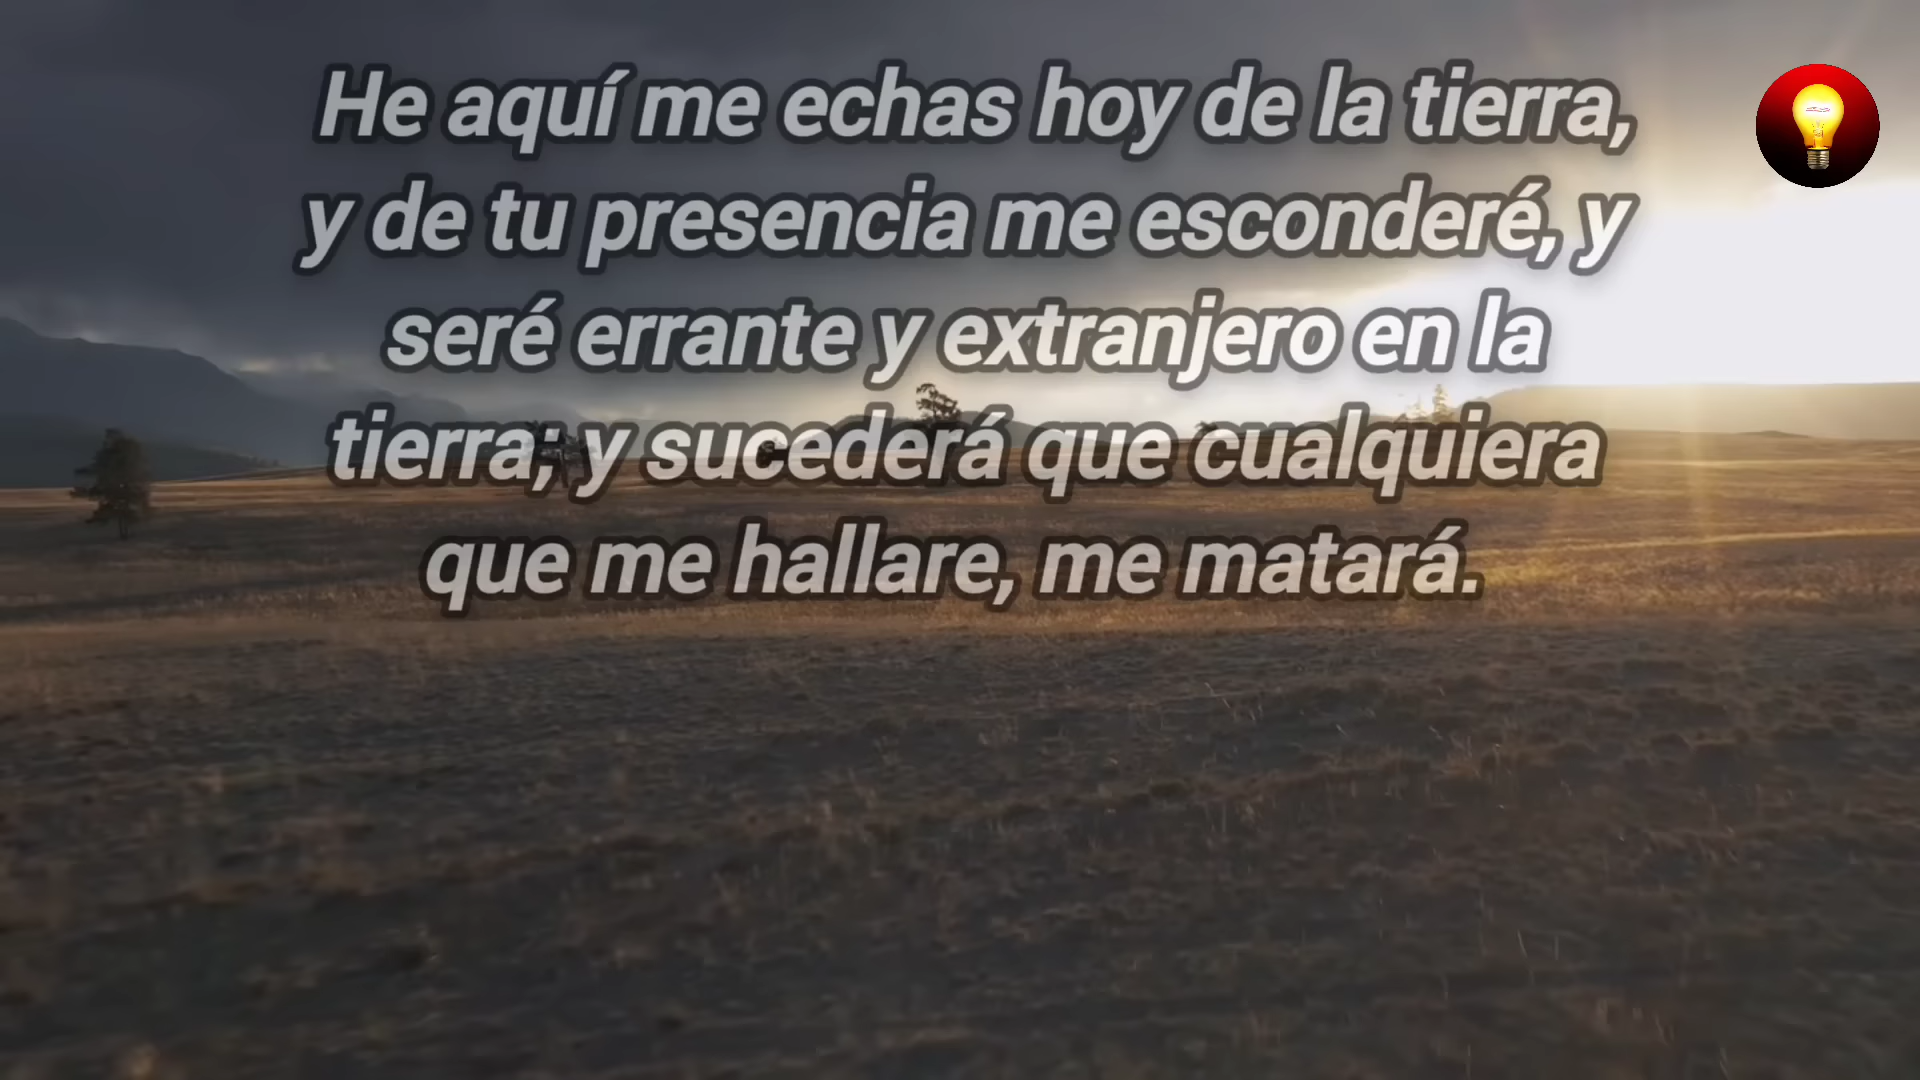 He aquí me echas hoy de la tierra,
y de tu presencia me esconderé, y
seré errante y extranjero en la
tierra; y sucederá que cualquiera
que me hallare, me matará.